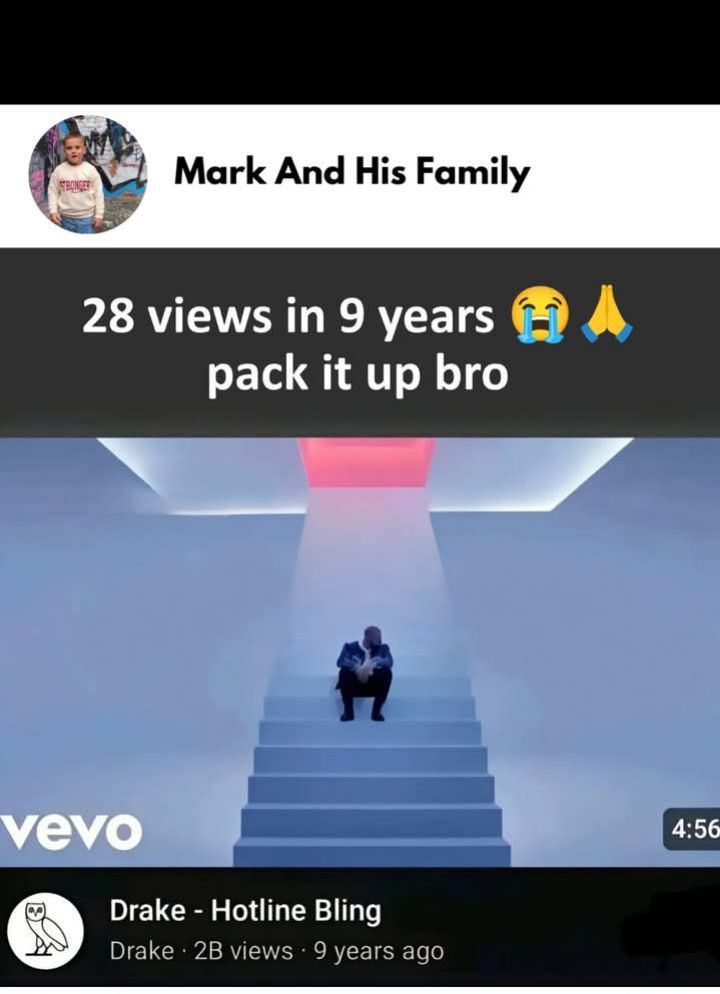 Mark And His Family
STRONGER
28 views in 9 years 😭🙏
pack it up bro
vevo
4:56
Drake - Hotline Bling
Drake · 2B views · 9 years ago